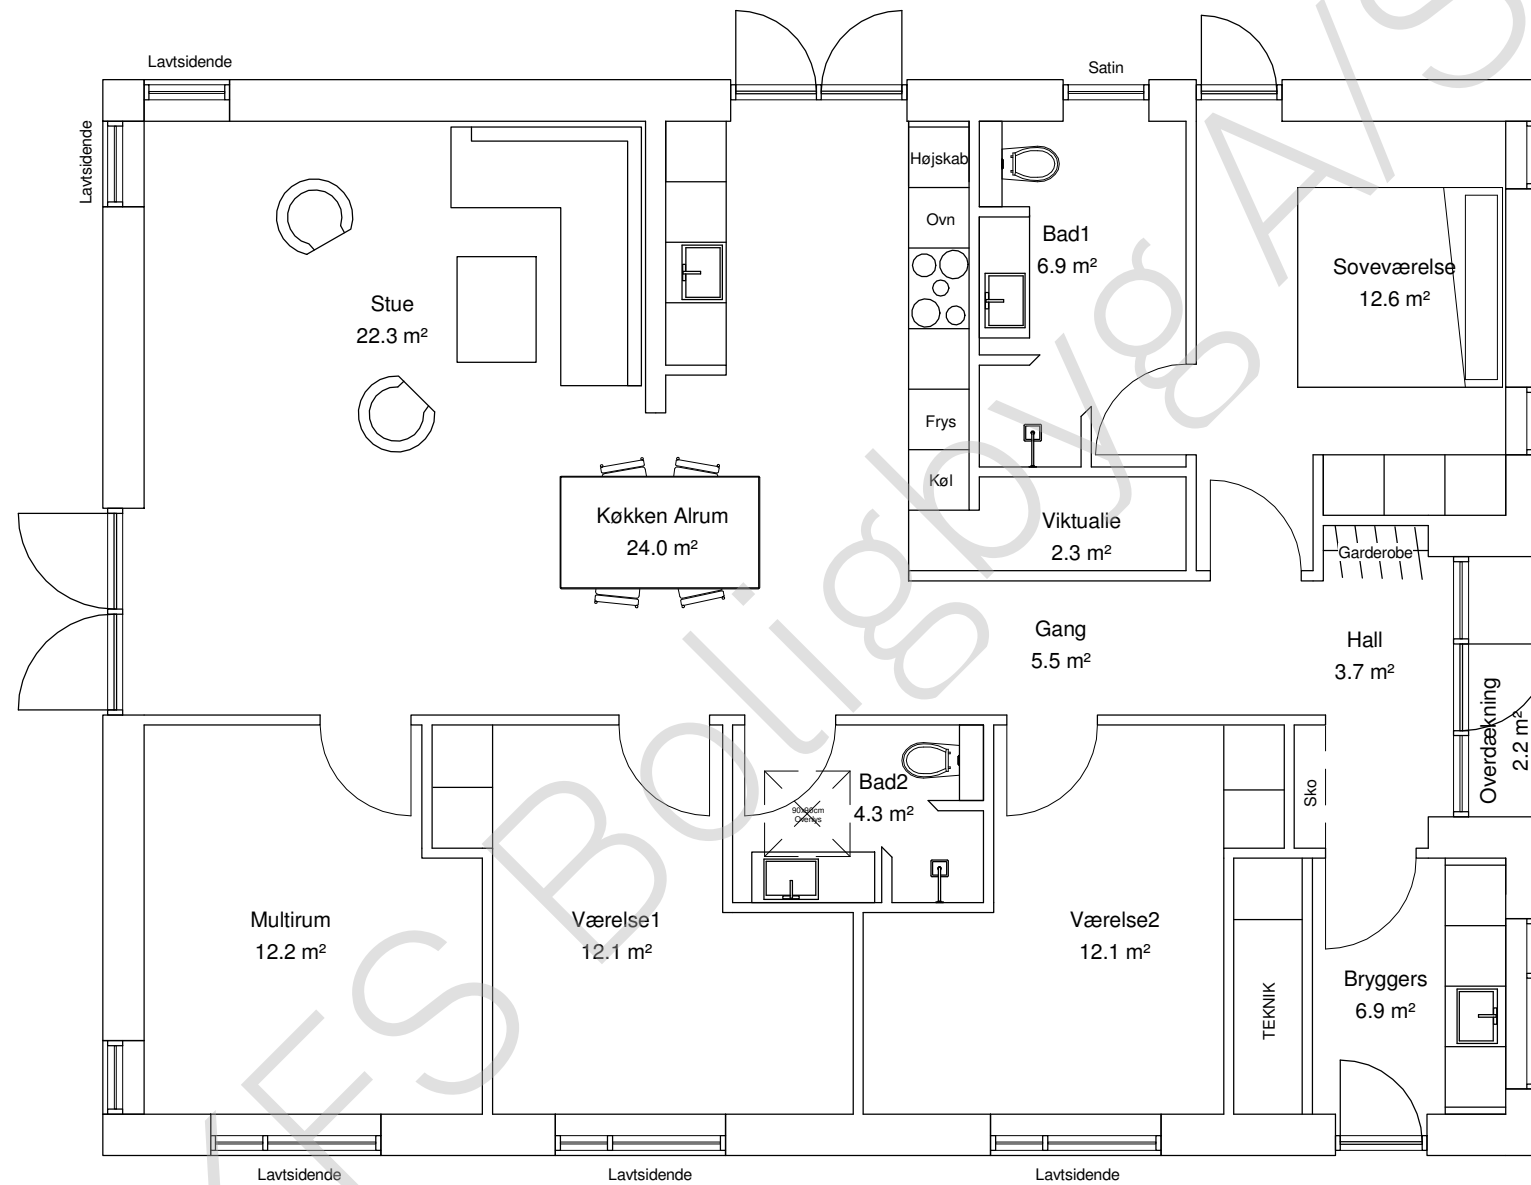 Lavtsidende
Satin
Lavtsidende
Højskab
Ovn
Bad1
6.9 m²
Soveværelse
12.6 m²
Stue
22.3 m²
Frys
Køl
Køkken Alrum
24.0 m²
Viktualie
2.3 m²
Garderobe
Gang
5.5 m²
Hall
3.7 m²
Overdækning
2.2 m²
Bad2
4.3 m²
90x90cm
Overlys
Sko
Multirum
12.2 m²
Værelse1
12.1 m²
Værelse2
12.1 m²
TEKNIK
Bryggers
6.9 m²
Lavtsidende
Lavtsidende
Lavtsidende
FS Boligbyg A/S